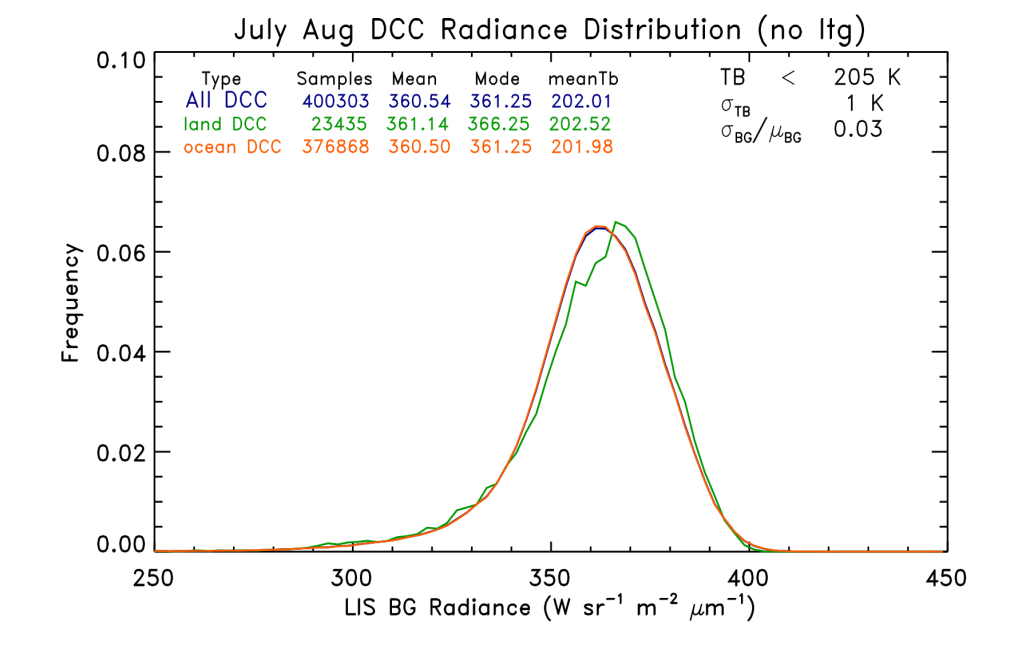 July Aug DCC Radiance Distribution (no ltg)
Type Samples Mean Mode meanTb
All DCC 400303 360.54 361.25 202.01
land DCC 23435 361.14 366.25 202.52
ocean DCC 376868 360.50 361.25 201.98
TB < 205 K
σTB 1 K
σBG/μBG 0.03
0.10
0.08
0.06
0.04
0.02
0.00
Frequency
250 300 350 400 450
LIS BG Radiance (W sr⁻¹ m⁻² μm⁻¹)